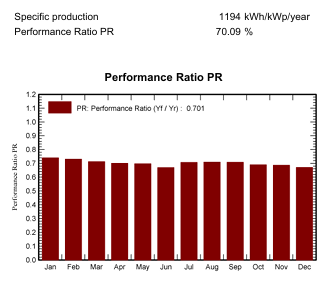 Specific production 1194 kWh/kWp/year
Performance Ratio PR 70.09 %
Performance Ratio PR
PR: Performance Ratio (Yf / Yr) : 0.701
Performance Ratio PR
1.2
1.1
1.0
0.9
0.8
0.7
0.6
0.5
0.4
0.3
0.2
0.1
0.0
Jan Feb Mar Apr May Jun Jul Aug Sep Oct Nov Dec